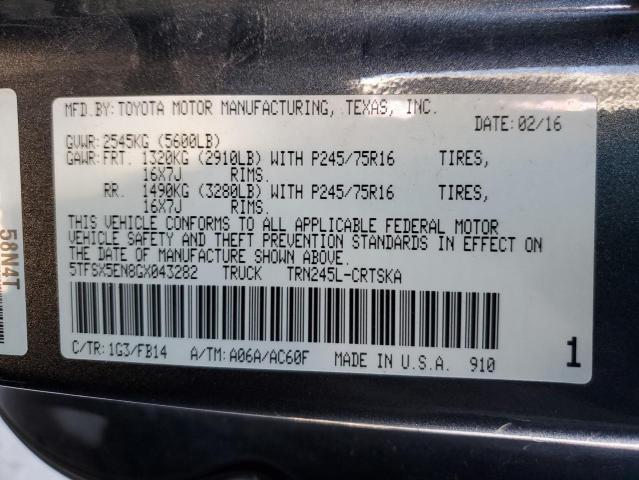 MFD.BY:TOYOTA MOTOR MANUFACTURING, TEXAS, INC.
DATE:02/16
GVWR:2545KG (5600LB)
GAWR:FRT. 1320KG (2910LB) WITH P245/75R16 TIRES,
16X7J RIMS.
RR. 1490KG (3280LB) WITH P245/75R16 TIRES,
16X7J RIMS.
THIS VEHICLE CONFORMS TO ALL APPLICABLE FEDERAL MOTOR
VEHICLE SAFETY AND THEFT PREVENTION STANDARDS IN EFFECT ON
THE DATE OF MANUFACTURE SHOWN ABOVE.
5TFSX5EN8GX043282 TRUCK TRN245L-CRTSKA
C/TR:1G3/FB14 A/TM:A06A/AC60F MADE IN U.S.A. 910 1
58N4T